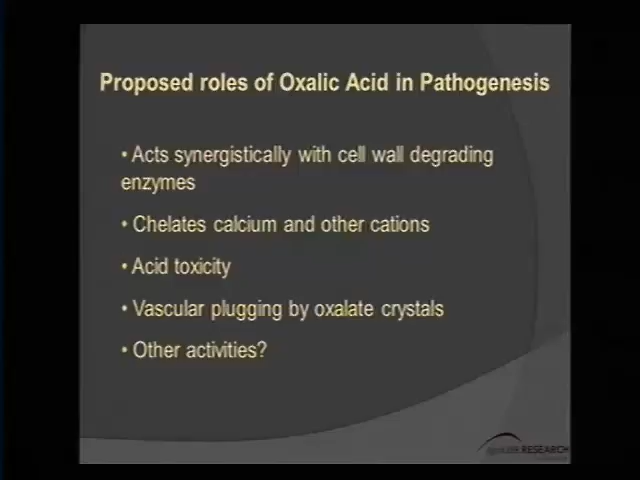 Proposed roles of Oxalic Acid in Pathogenesis
• Acts synergistically with cell wall degrading
enzymes
• Chelates calcium and other cations
• Acid toxicity
• Vascular plugging by oxalate crystals
• Other activities?
RESEARCH